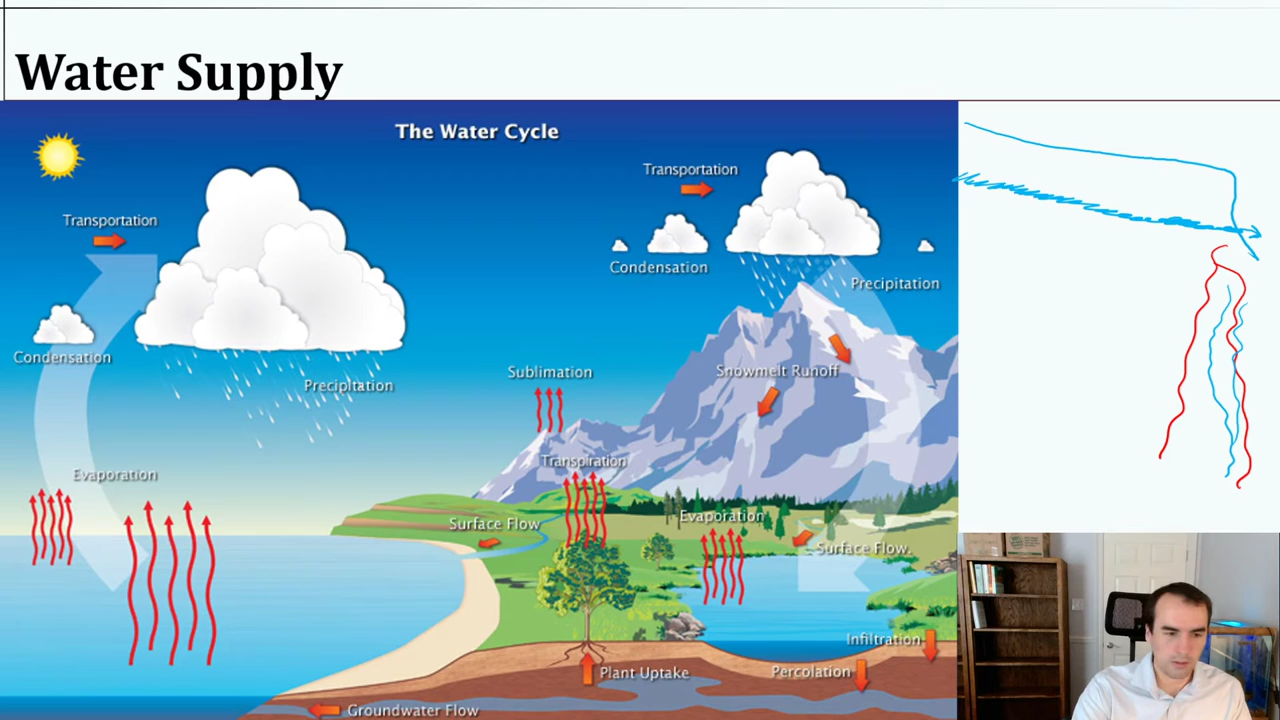 Water Supply
The Water Cycle
Transportation
Transportation
Condensation
Precipitation
Condensation
Precipitation
Snowmelt Runoff
Sublimation
Transpiration
Evaporation
Evaporation
Surface Flow
Surface Flow.
Infiltration
Plant Uptake
Percolation
Groundwater Flow